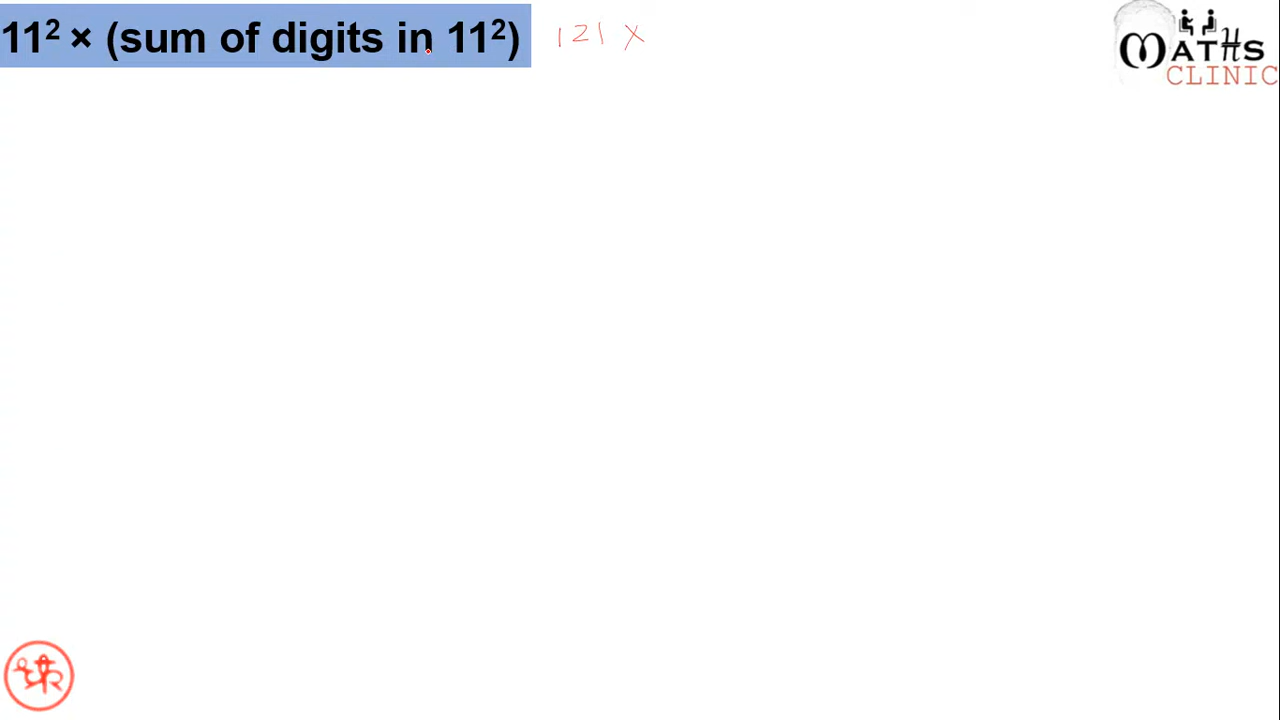 11² × (sum of digits in 11²) 121 ×
MATHS
CLINIC